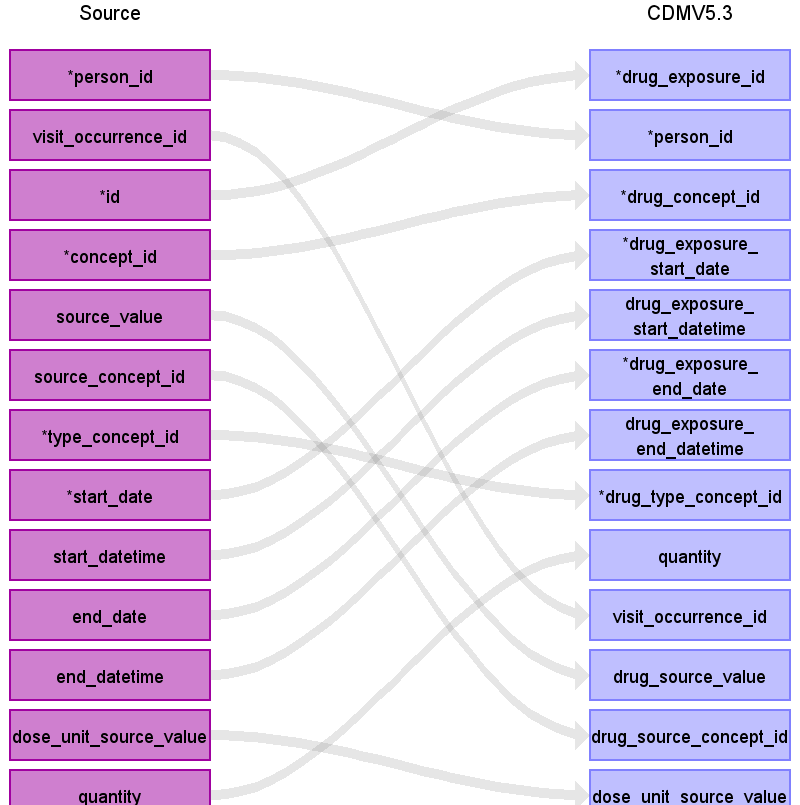 Source
CDMV5.3
*person_id
*drug_exposure_id
visit_occurrence_id
*person_id
*id
*drug_concept_id
*concept_id
*drug_exposure_
start_date
source_value
drug_exposure_
start_datetime
source_concept_id
*drug_exposure_
end_date
*type_concept_id
drug_exposure_
end_datetime
*start_date
*drug_type_concept_id
start_datetime
quantity
end_date
visit_occurrence_id
end_datetime
drug_source_value
dose_unit_source_value
drug_source_concept_id
quantity
dose_unit_source_value